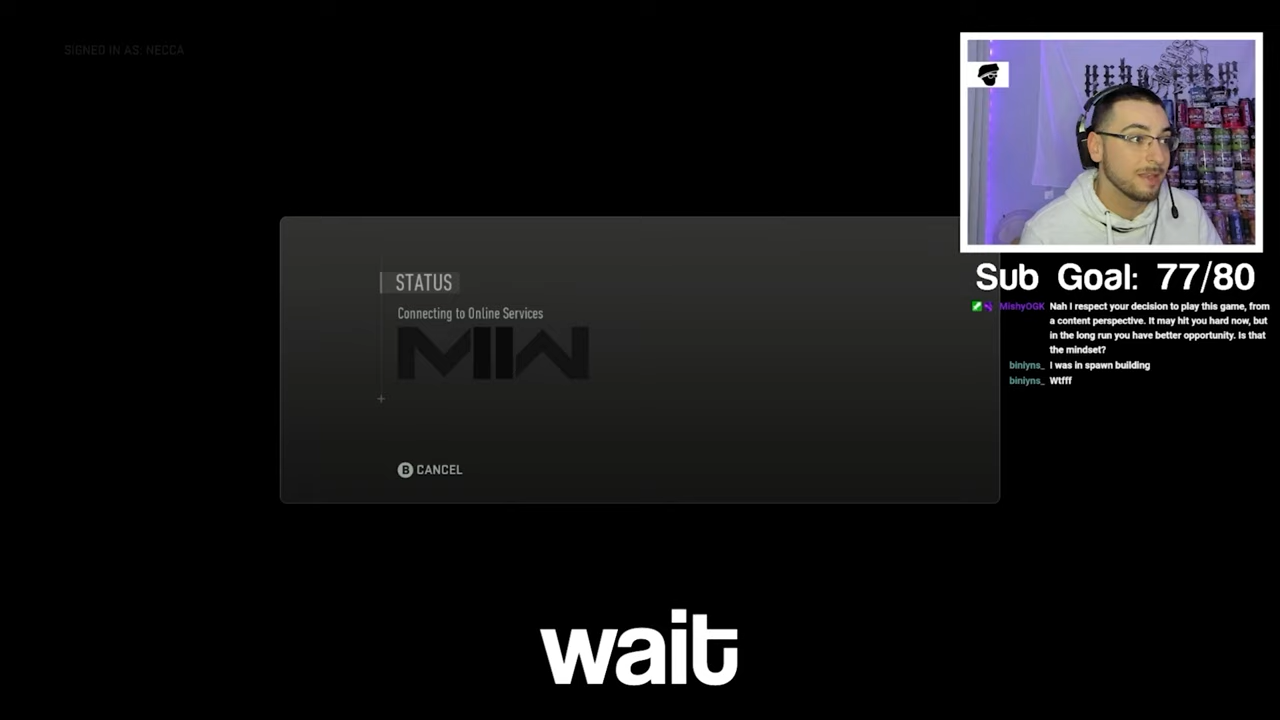 SIGNED IN AS: NECCA
STATUS
Connecting to Online Services
MW
B CANCEL
Sub Goal: 77/80
MishyOGK Nah I respect your decision to play this game, from
a content perspective. It may hit you hard now, but
in the long run you have better opportunity. Is that
the mindset?
biniyns_ I was in spawn building
biniyns_ Wtfff
wait